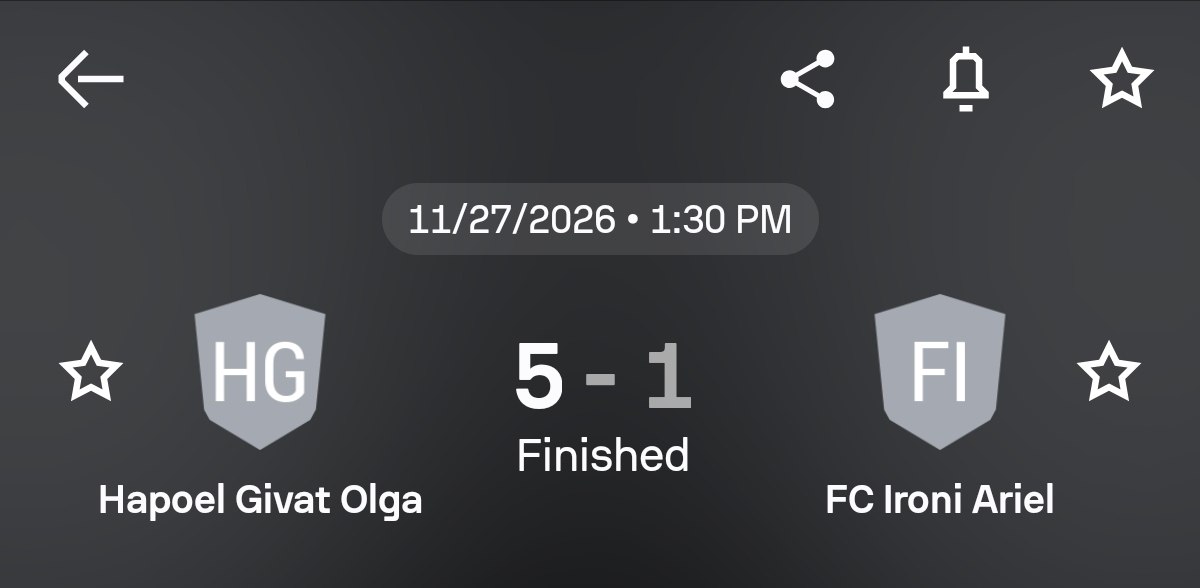 11/27/2026 • 1:30 PM
HG
5 - 1
FI
Finished
Hapoel Givat Olga
FC Ironi Ariel